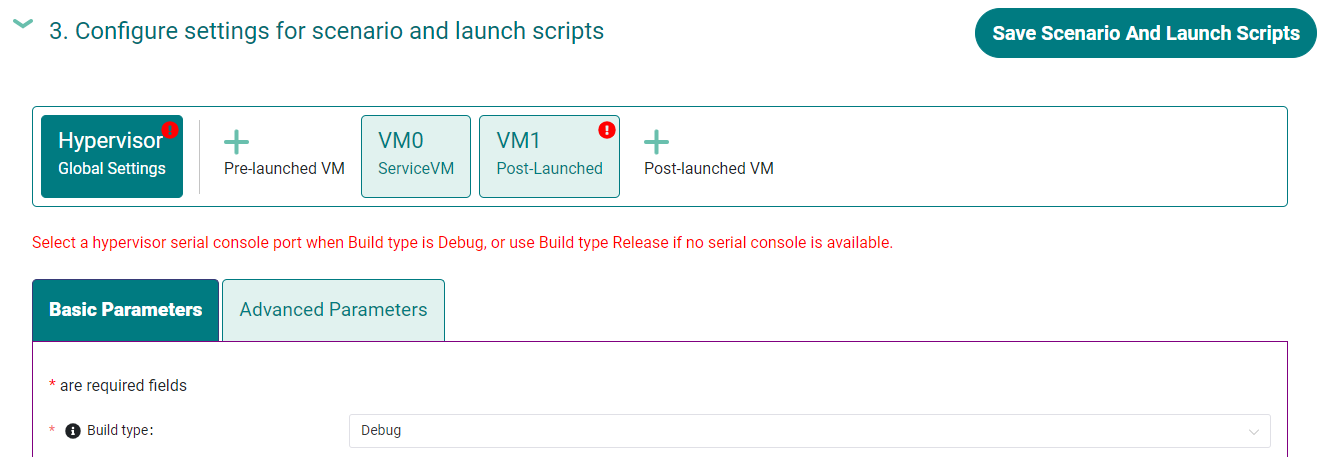 3. Configure settings for scenario and launch scripts
Save Scenario And Launch Scripts
Hypervisor
Global Settings
Pre-launched VM
VM0
ServiceVM
VM1
Post-Launched
Post-launched VM
Select a hypervisor serial console port when Build type is Debug, or use Build type Release if no serial console is available.
Basic Parameters
Advanced Parameters
* are required fields
* Build type:
Debug